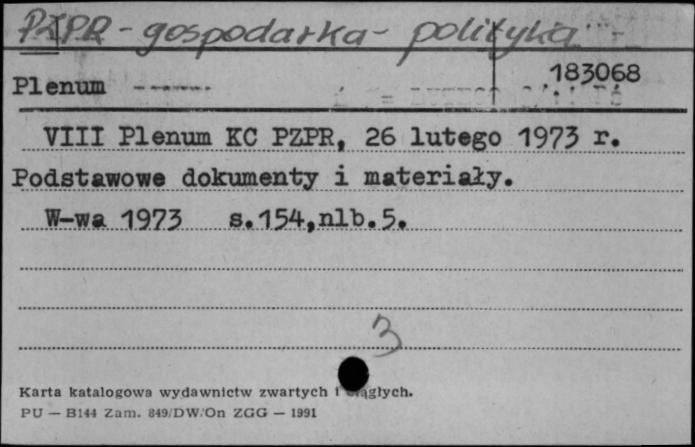 PZPR - gospodarka - polityka
183068
Plenum
VIII Plenum KC PZPR, 26 lutego 1973 r.
Podstawowe dokumenty i materiały.
W-wa 1973 s.154,nlb.5.
3
Karta katalogowa wydawnictw zwartych i ciągłych.
PU — B144 Zam. 849/DW/On ZGG — 1991